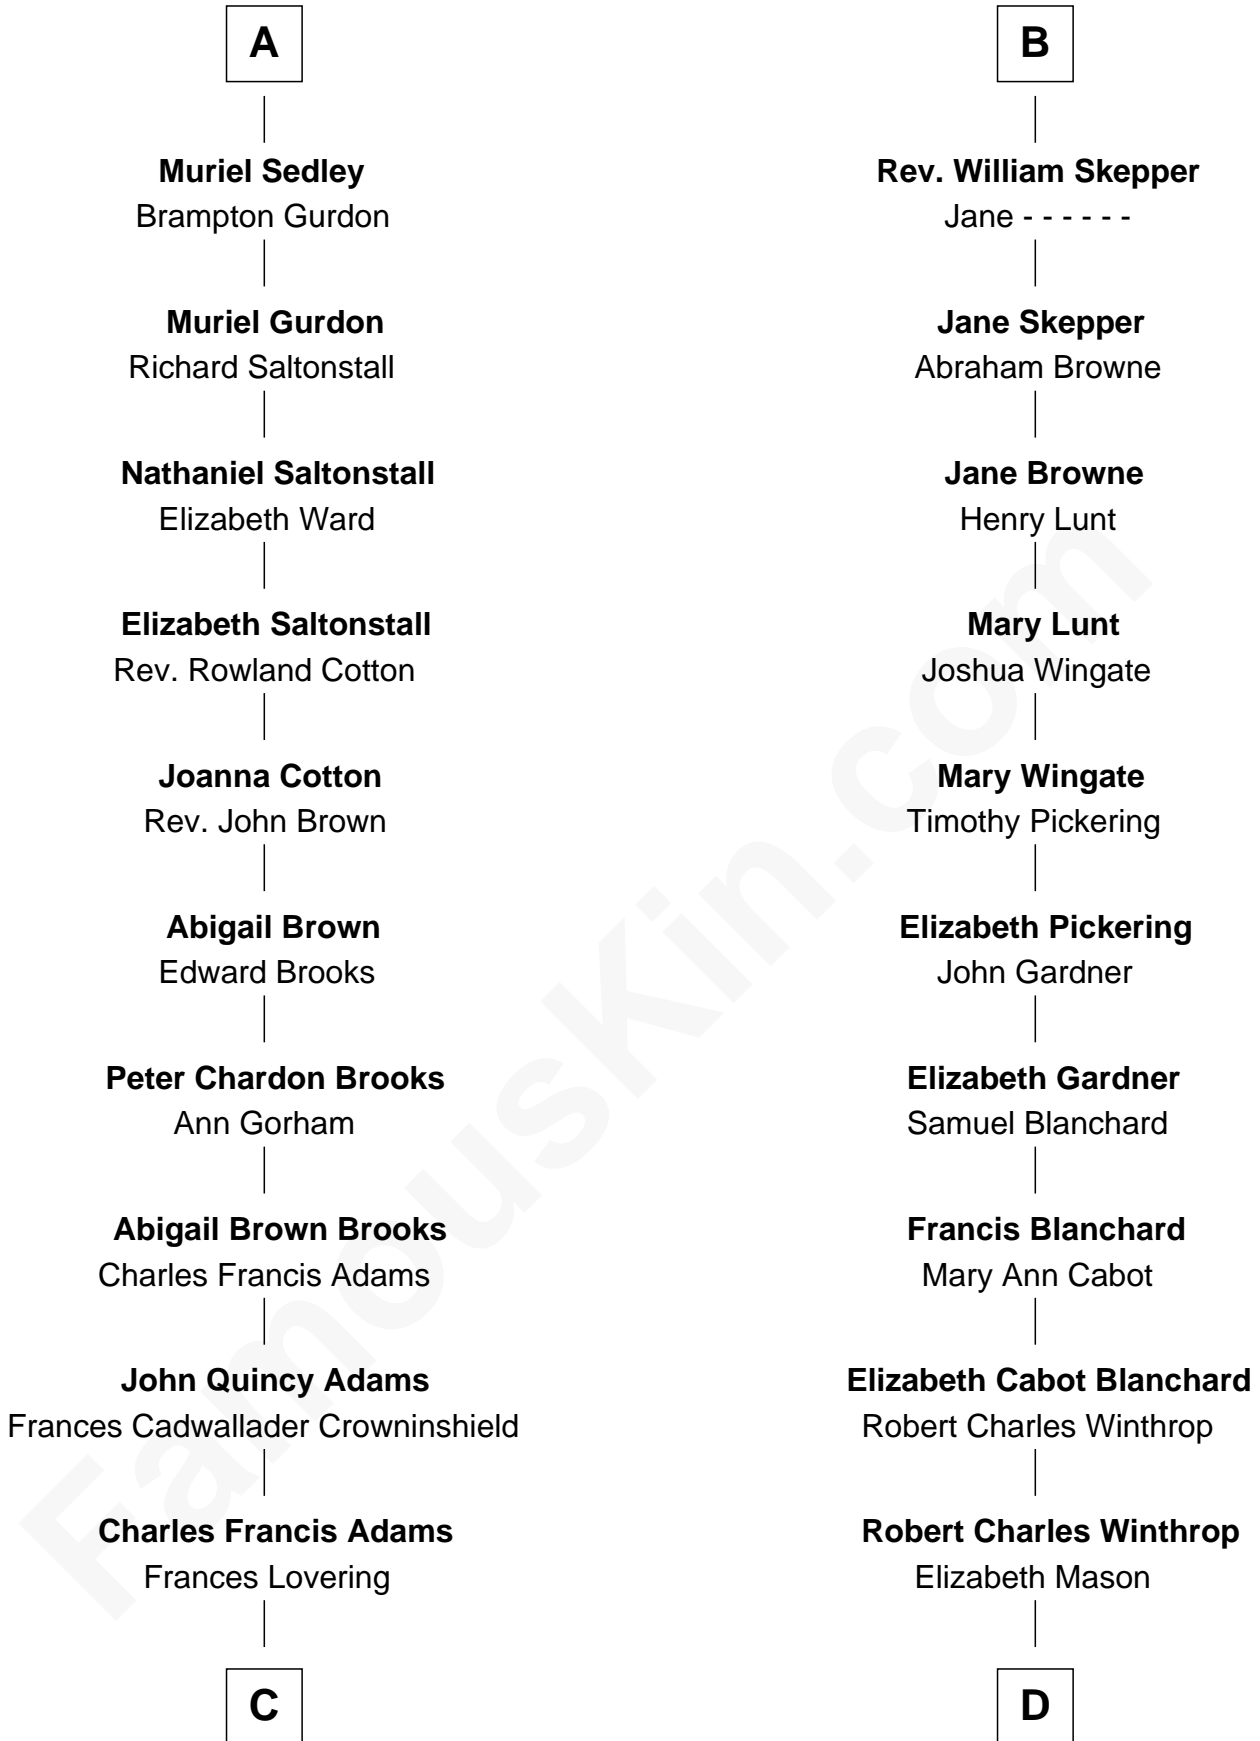 A
Muriel Sedley
Brampton Gurdon
Muriel Gurdon
Richard Saltonstall
Nathaniel Saltonstall
Elizabeth Ward
Elizabeth Saltonstall
Rev. Rowland Cotton
Joanna Cotton
Rev. John Brown
Abigail Brown
Edward Brooks
Peter Chardon Brooks
Ann Gorham
Abigail Brown Brooks
Charles Francis Adams
John Quincy Adams
Frances Cadwallader Crowninshield
Charles Francis Adams
Frances Lovering
C
B
Rev. William Skepper
Jane - - - - - -
Jane Skepper
Abraham Browne
Jane Browne
Henry Lunt
Mary Lunt
Joshua Wingate
Mary Wingate
Timothy Pickering
Elizabeth Pickering
John Gardner
Elizabeth Gardner
Samuel Blanchard
Francis Blanchard
Mary Ann Cabot
Elizabeth Cabot Blanchard
Robert Charles Winthrop
Robert Charles Winthrop
Elizabeth Mason
D
FamousKin.com